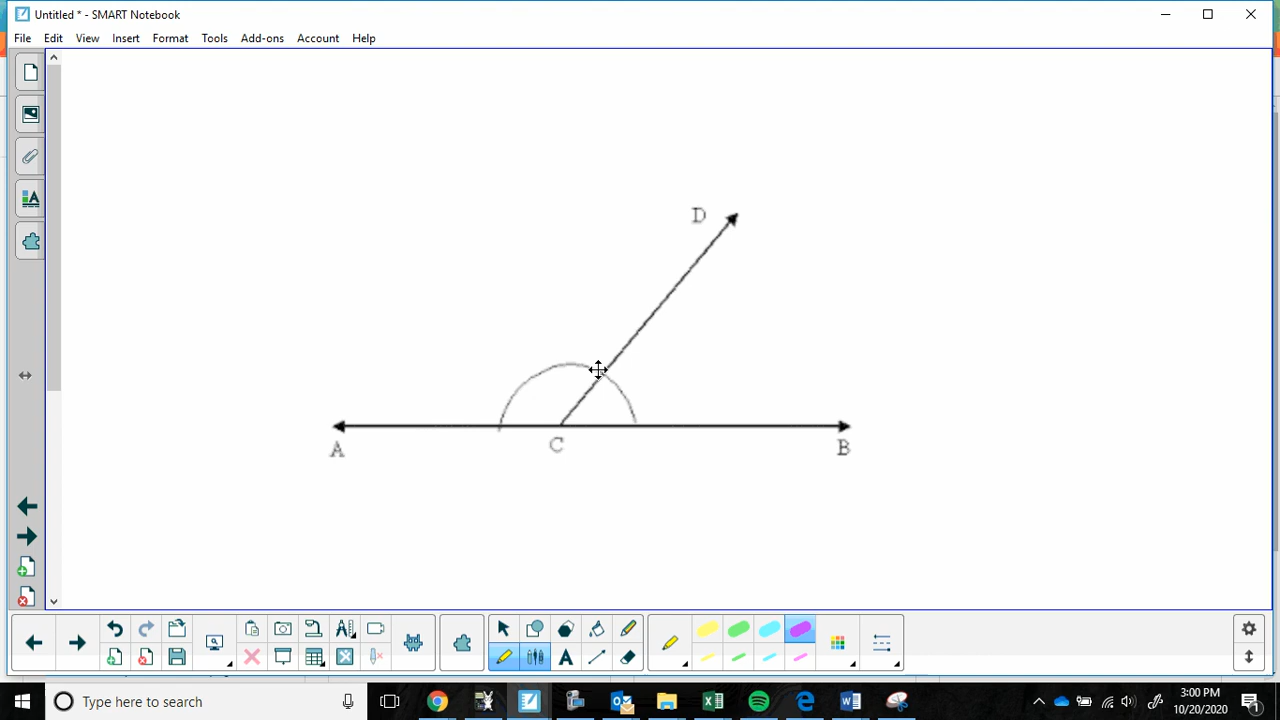 Untitled * - SMART Notebook
File Edit View Insert Format Tools Add-ons Account Help
D
A
C
B
Type here to search
3:00 PM
10/20/2020
1